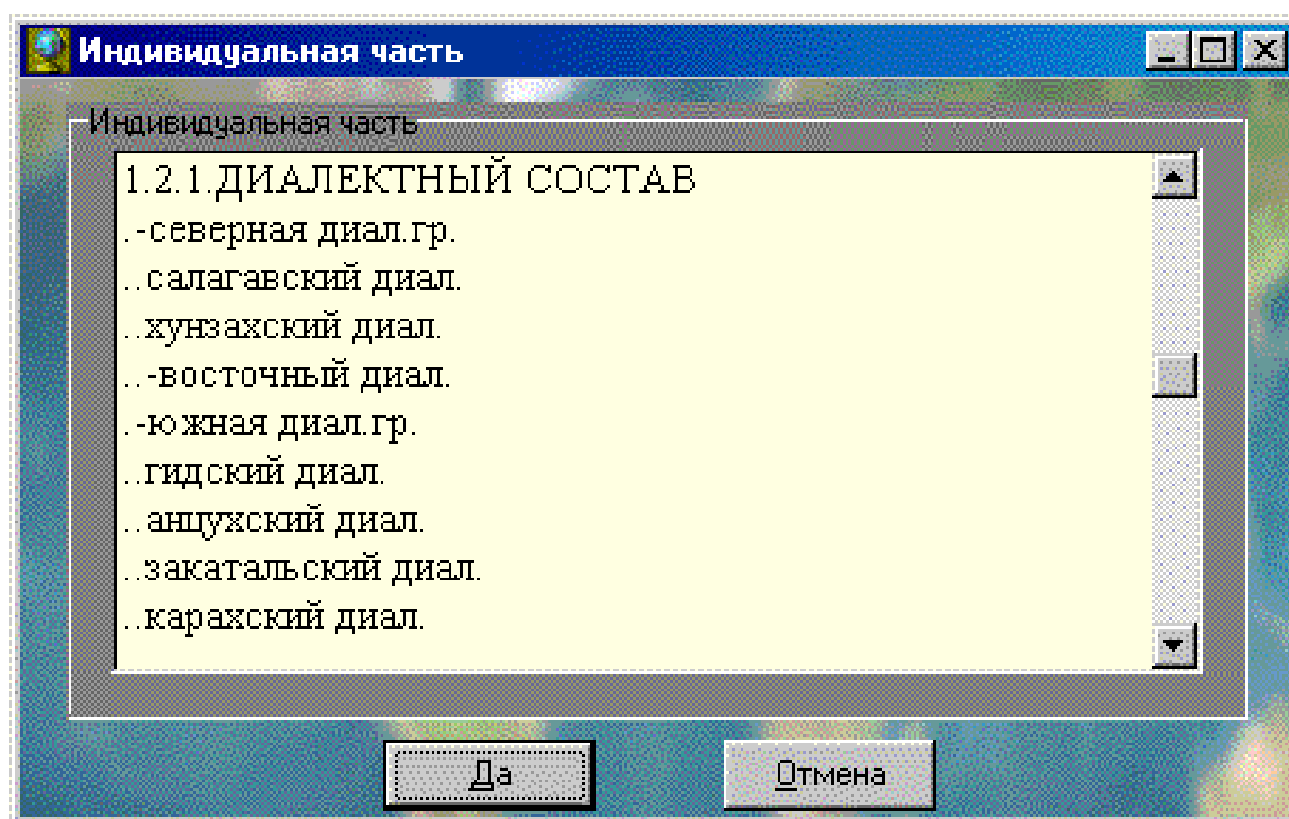 Индивидуальная часть
Индивидуальная часть
1.2.1.ДИАЛЕКТНЫЙ СОСТАВ
.-северная диал.гр.
..салагавский диал.
..хунзахский диал.
..-восточный диал.
.-южная диал.гр.
..гидский диал.
..анцухский диал.
..закатальский диал.
..карахский диал.
Да
Отмена